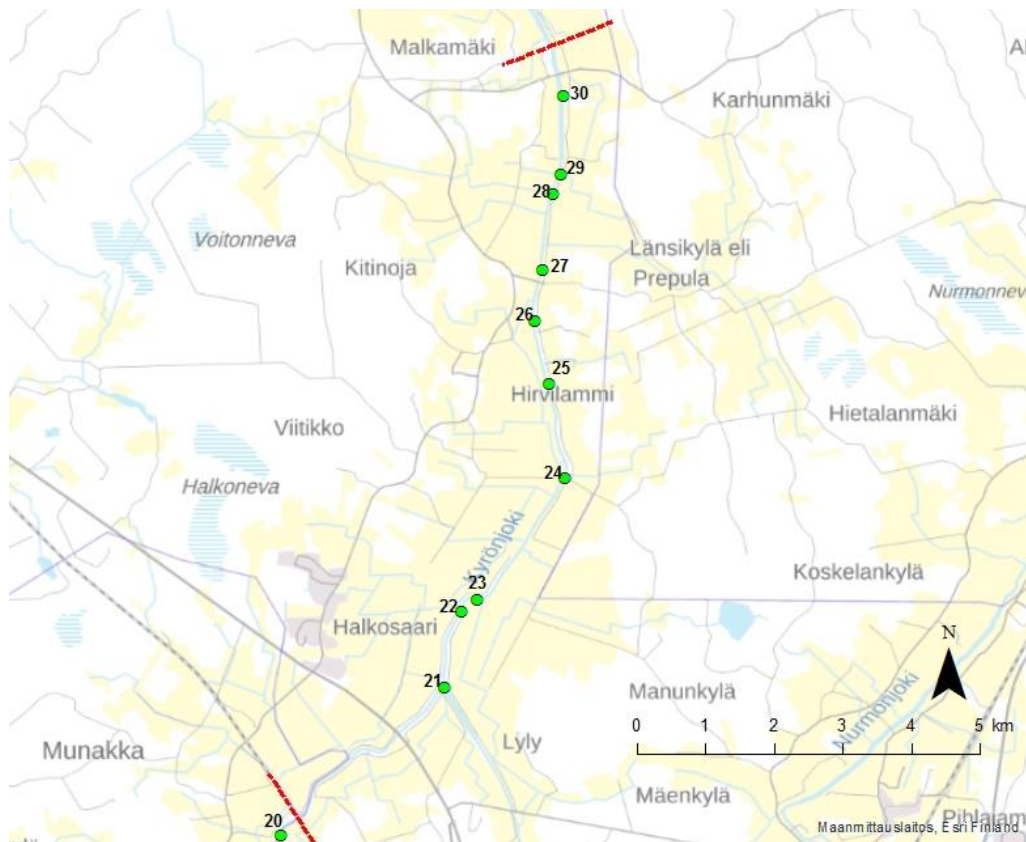 Malkamäki
30
Karhunmäki
29
28
Voitonneva
Länsikylä eli
Prepula
Kitinoja
27
Nurmonnev
26
25
Hirvilammi
Hietalanmäki
Viitikko
24
Halkoneva
Kyrönjoki
Koskelankylä
23
22
Halkosaari
N
21
Manunkylä
Nurmonjoki
0 1 2 3 4 5 km
Munakka
Lyly
Mäenkylä
20
Pihlajam
Maanmittauslaitos, Esri Finland